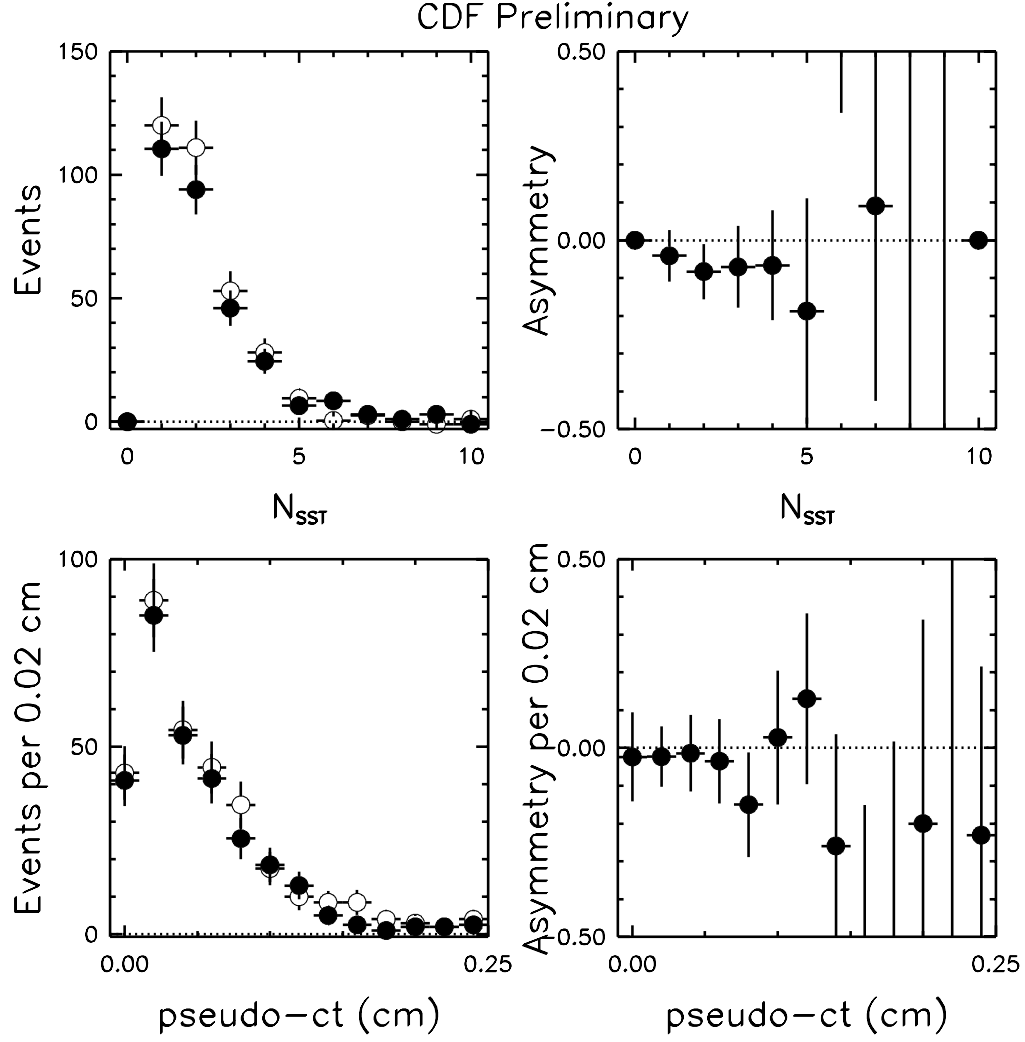 CDF Preliminary
150
100
50
0
Events
0 5 10
N_SST
0.50
0.00
-0.50
Asymmetry
0 5 10
N_SST
100
50
0
Events per 0.02 cm
0.00 0.25
pseudo-ct (cm)
0.50
0.00
-0.50
Asymmetry per 0.02 cm
0.00 0.25
pseudo-ct (cm)